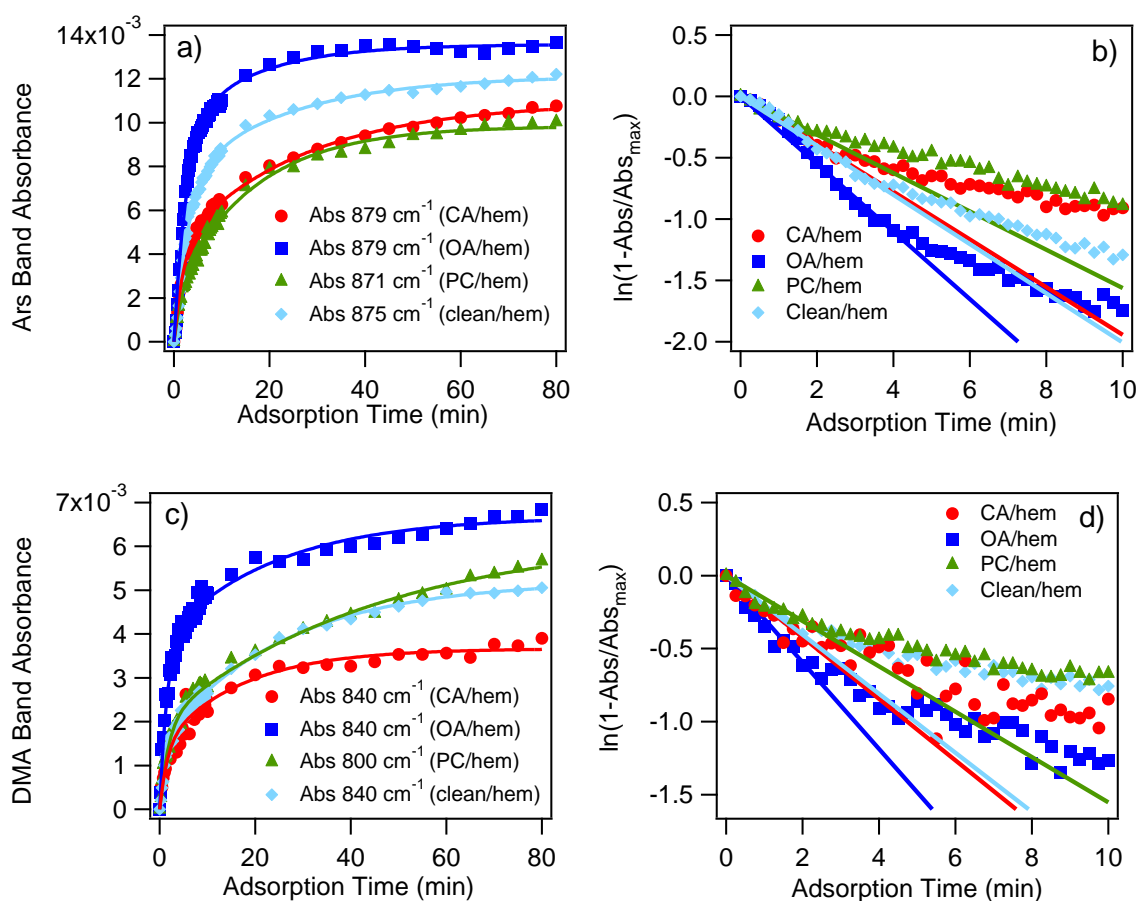 14x10⁻³
12
10
8
6
4
2
0
Ars Band Absorbance
a)
Abs 879 cm⁻¹ (CA/hem)
Abs 879 cm⁻¹ (OA/hem)
Abs 871 cm⁻¹ (PC/hem)
Abs 875 cm⁻¹ (clean/hem)
0 20 40 60 80
Adsorption Time (min)
0.5
0.0
-0.5
-1.0
-1.5
-2.0
ln(1-Abs/Abs_max)
b)
CA/hem
OA/hem
PC/hem
Clean/hem
0 2 4 6 8 10
Adsorption Time (min)
7x10⁻³
6
5
4
3
2
1
0
DMA Band Absorbance
c)
Abs 840 cm⁻¹ (CA/hem)
Abs 840 cm⁻¹ (OA/hem)
Abs 800 cm⁻¹ (PC/hem)
Abs 840 cm⁻¹ (clean/hem)
0 20 40 60 80
Adsorption Time (min)
0.5
0.0
-0.5
-1.0
-1.5
ln(1-Abs/Abs_max)
d)
CA/hem
OA/hem
PC/hem
Clean/hem
0 2 4 6 8 10
Adsorption Time (min)